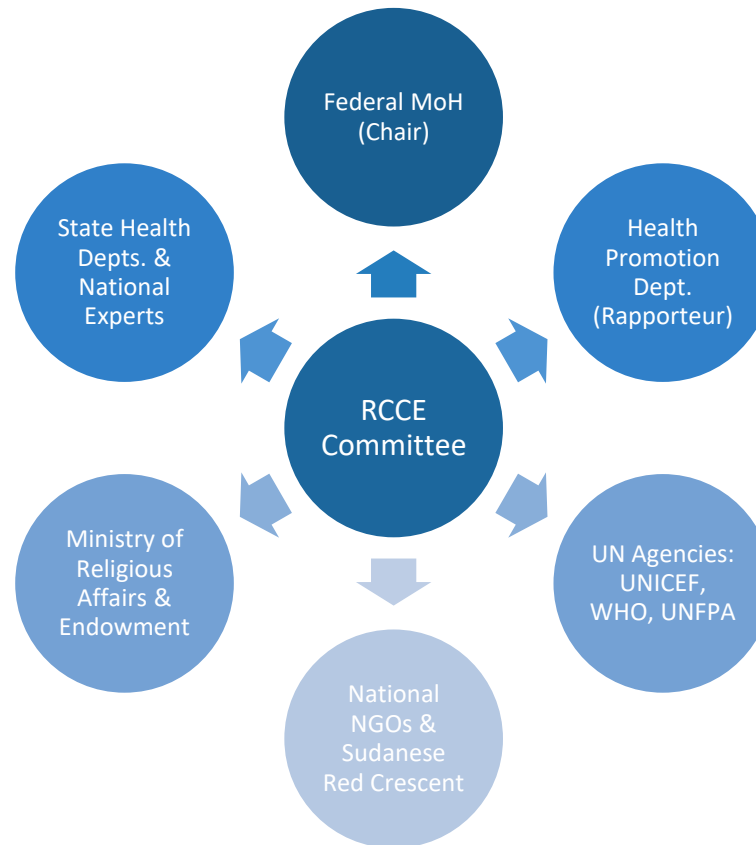 Federal MoH
(Chair)
State Health
Depts. &
National
Experts
Health
Promotion
Dept.
(Rapporteur)
RCCE
Committee
Ministry of
Religious
Affairs &
Endowment
UN Agencies:
UNICEF,
WHO, UNFPA
National
NGOs &
Sudanese
Red Crescent